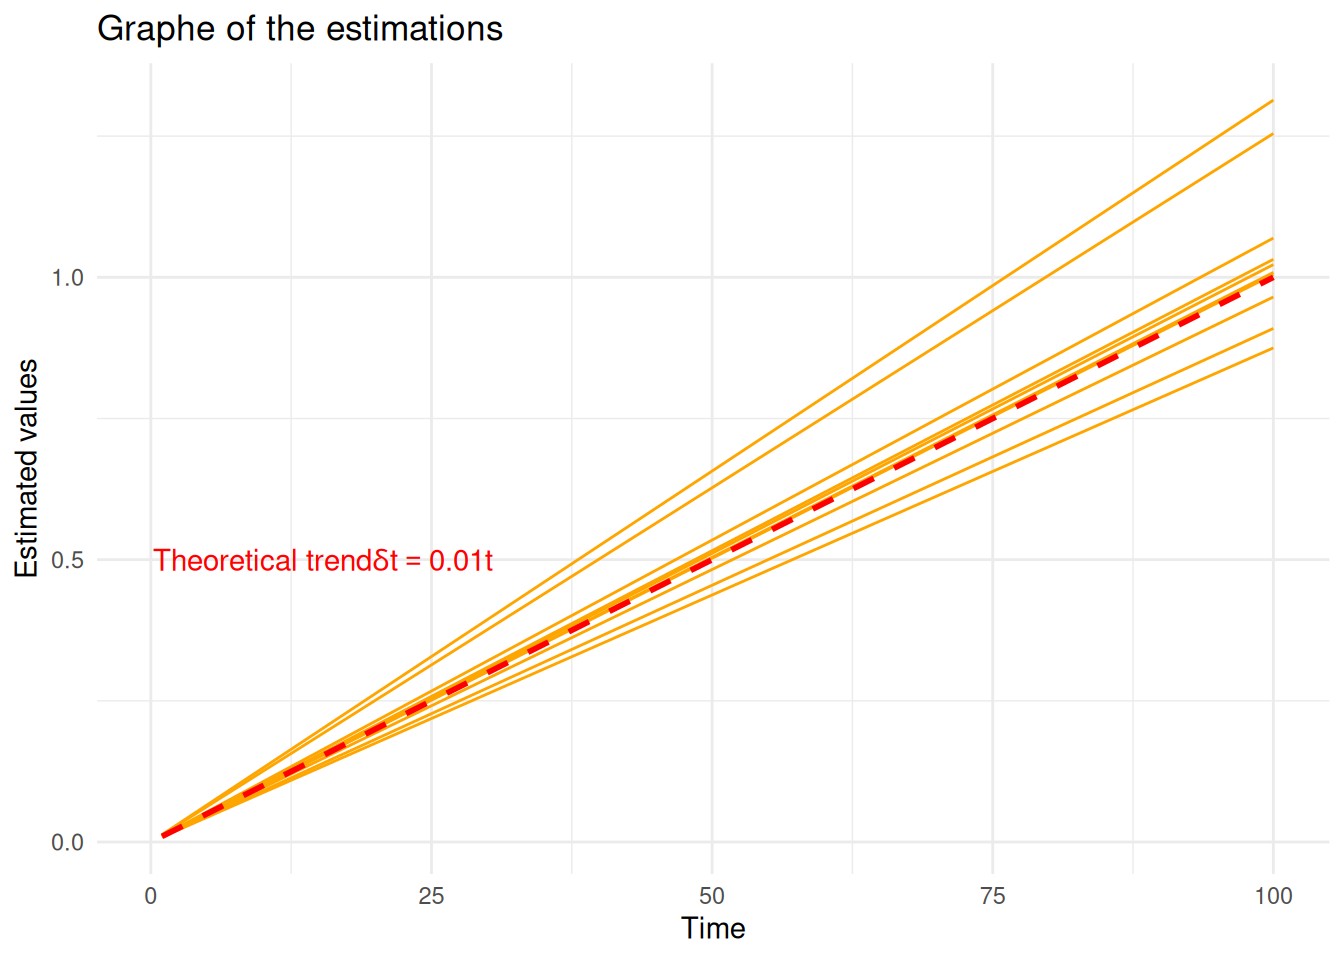 Graphe of the estimations
Estimated values
1.0
0.5
0.0
Theoretical trendδt = 0.01t
0 25 50 75 100
Time